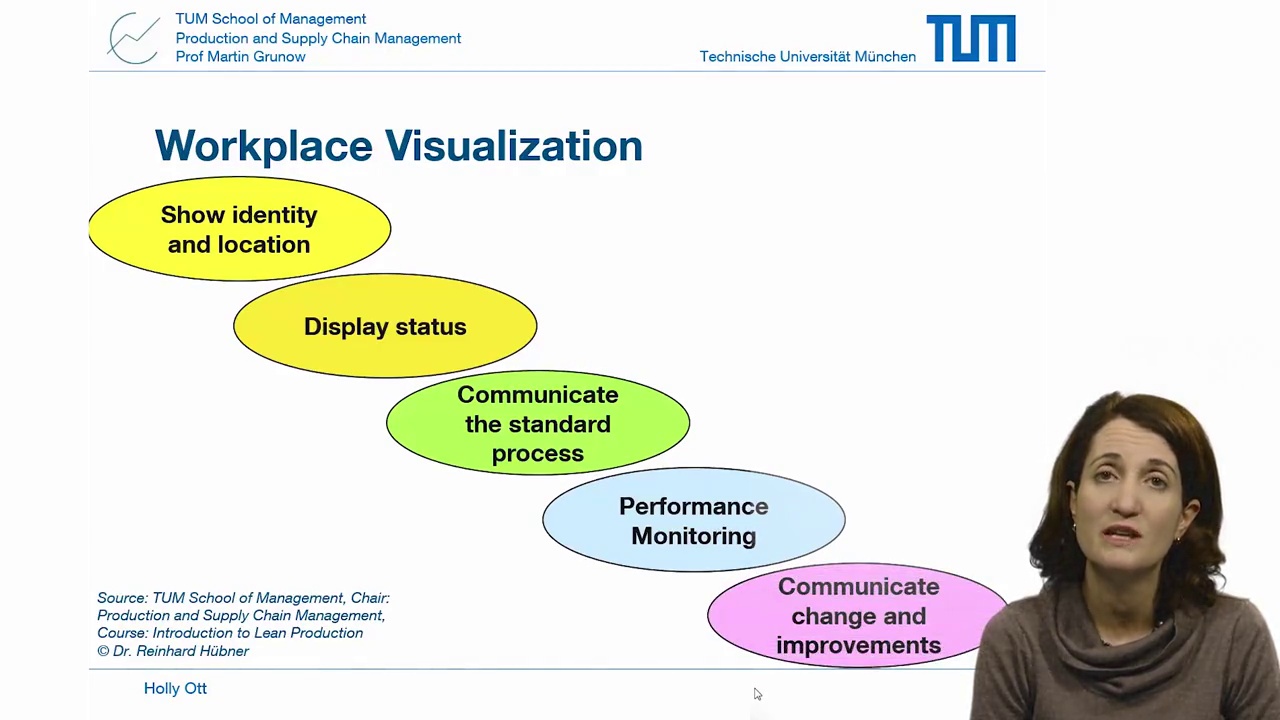 TUM School of Management
Production and Supply Chain Management
Prof Martin Grunow
Technische Universität München
TUM
Workplace Visualization
Show identity
and location
Display status
Communicate
the standard
process
Performance
Monitoring
Communicate
change and
improvements
Source: TUM School of Management, Chair:
Production and Supply Chain Management,
Course: Introduction to Lean Production
© Dr. Reinhard Hübner
Holly Ott